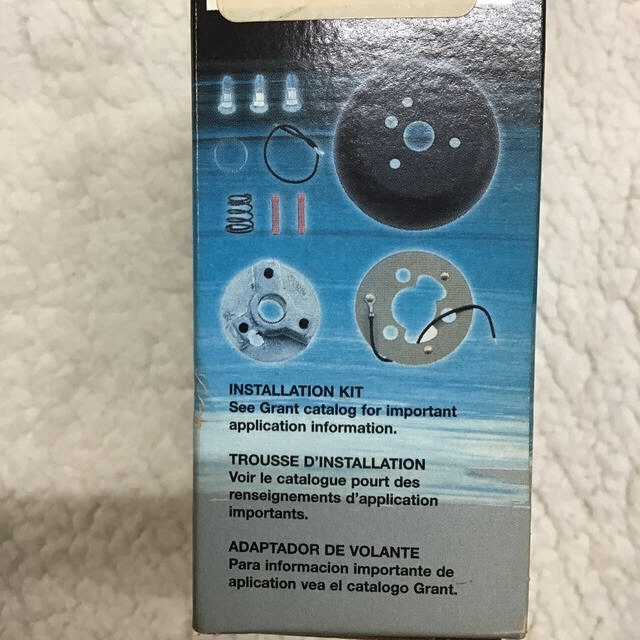 INSTALLATION KIT
See Grant catalog for important
application information.
TROUSSE D'INSTALLATION
Voir le catalogue pourt des
renseignements d'application
importants.
ADAPTADOR DE VOLANTE
Para informacion importante de
aplication vea el catalogo Grant.